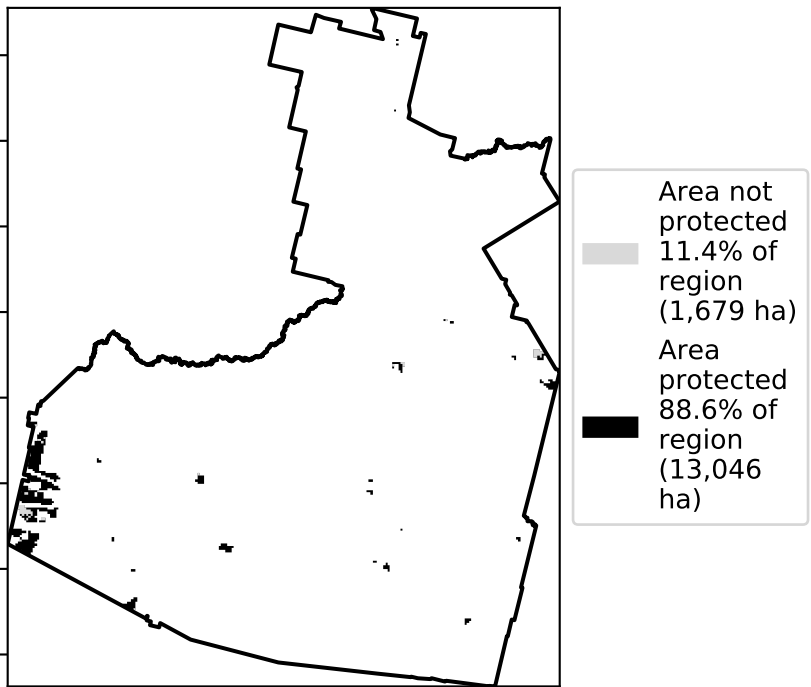 Area not
protected
11.4% of
region
(1,679 ha)
Area
protected
88.6% of
region
(13,046
ha)